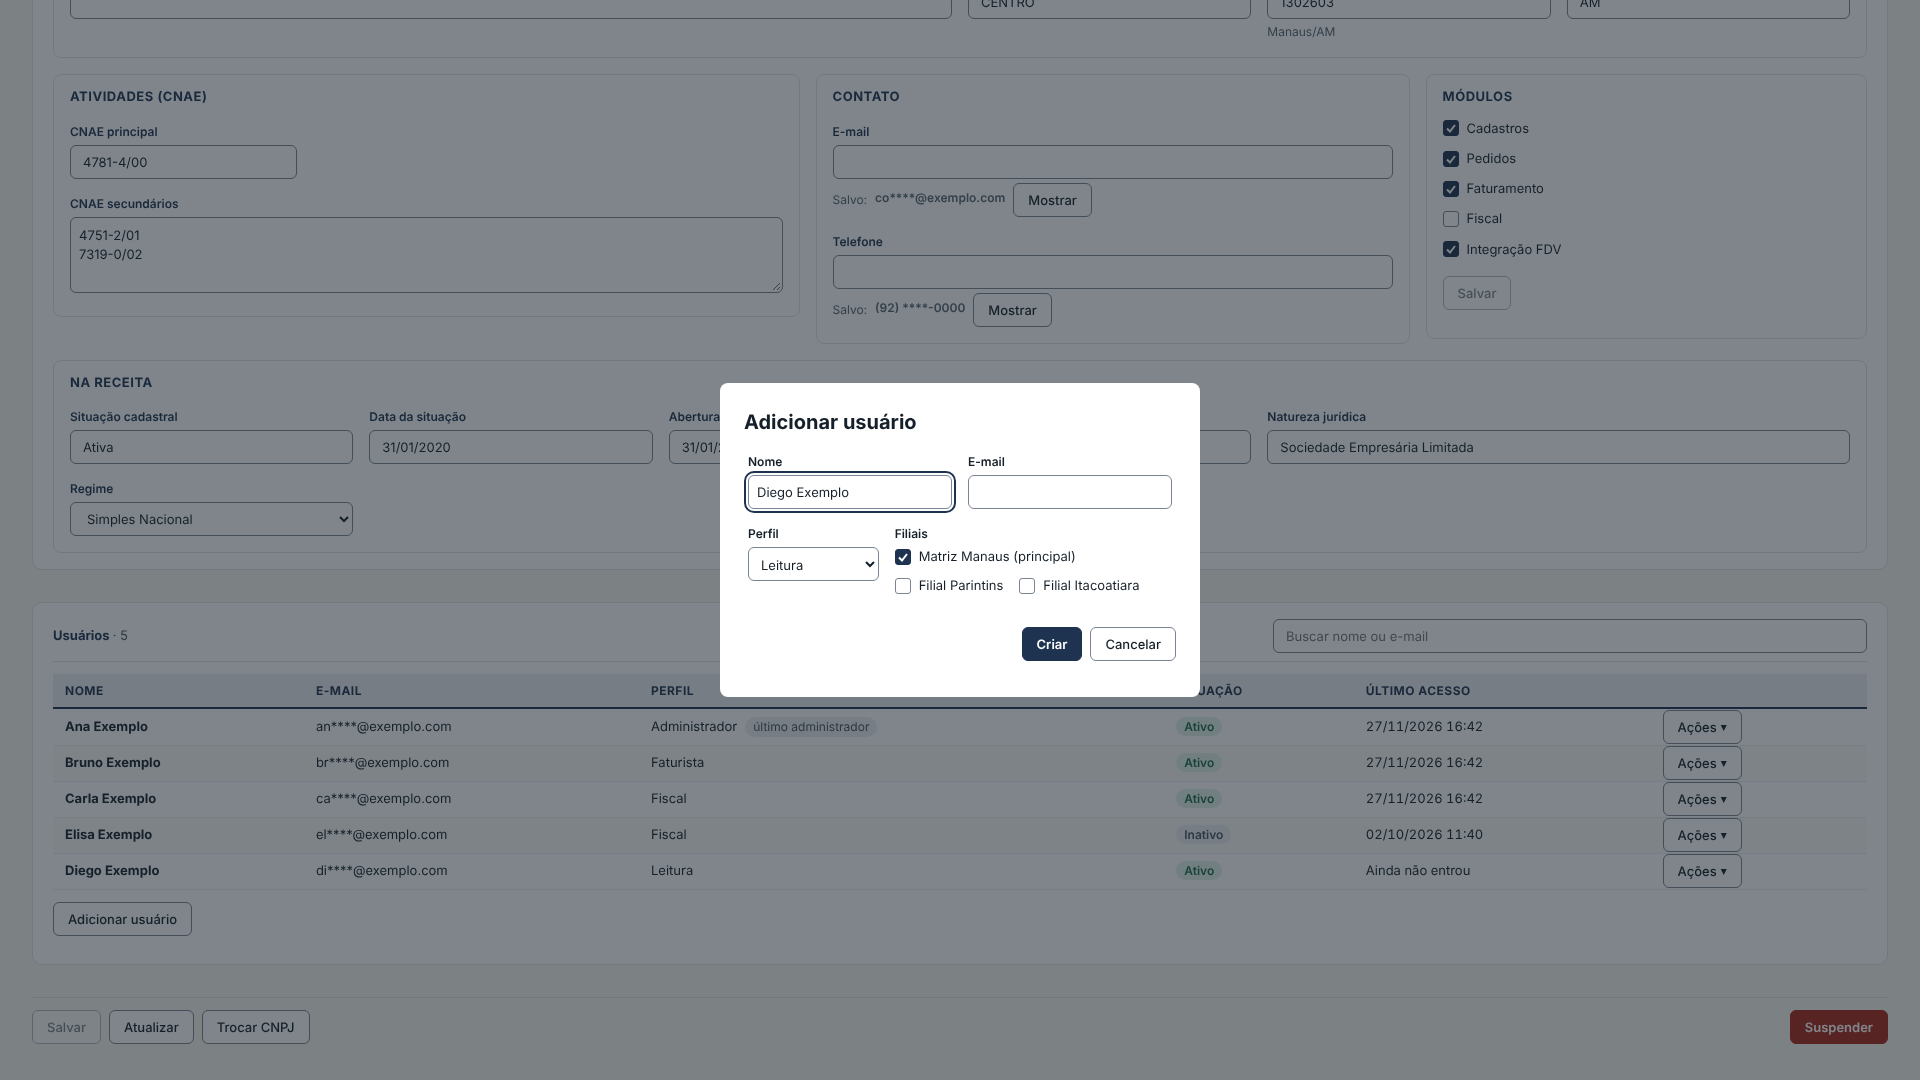 CENTRO
1302603
AM
Manaus/AM
ATIVIDADES (CNAE)
CNAE principal
4781-4/00
CNAE secundários
4751-2/01
7319-0/02
CONTATO
E-mail
Salvo: co****@exemplo.com Mostrar
Telefone
Salvo: (92) ****-0000 Mostrar
MÓDULOS
Cadastros
Pedidos
Faturamento
Fiscal
Integração FDV
Salvar
NA RECEITA
Situação cadastral
Ativa
Data da situação
31/01/2020
Abertura
31/01/
Natureza jurídica
Sociedade Empresária Limitada
Regime
Simples Nacional
Adicionar usuário
Nome
Diego Exemplo
E-mail
Perfil
Leitura
Filiais
Matriz Manaus (principal)
Filial Parintins Filial Itacoatiara
Criar Cancelar
Usuários · 5
Buscar nome ou e-mail
NOME E-MAIL PERFIL UAÇÃO ÚLTIMO ACESSO
Ana Exemplo an****@exemplo.com Administrador último administrador Ativo 27/11/2026 16:42 Ações ▾
Bruno Exemplo br****@exemplo.com Faturista Ativo 27/11/2026 16:42 Ações ▾
Carla Exemplo ca****@exemplo.com Fiscal Ativo 27/11/2026 16:42 Ações ▾
Elisa Exemplo el****@exemplo.com Fiscal Inativo 02/10/2026 11:40 Ações ▾
Diego Exemplo di****@exemplo.com Leitura Ativo Ainda não entrou Ações ▾
Adicionar usuário
Salvar Atualizar Trocar CNPJ Suspender